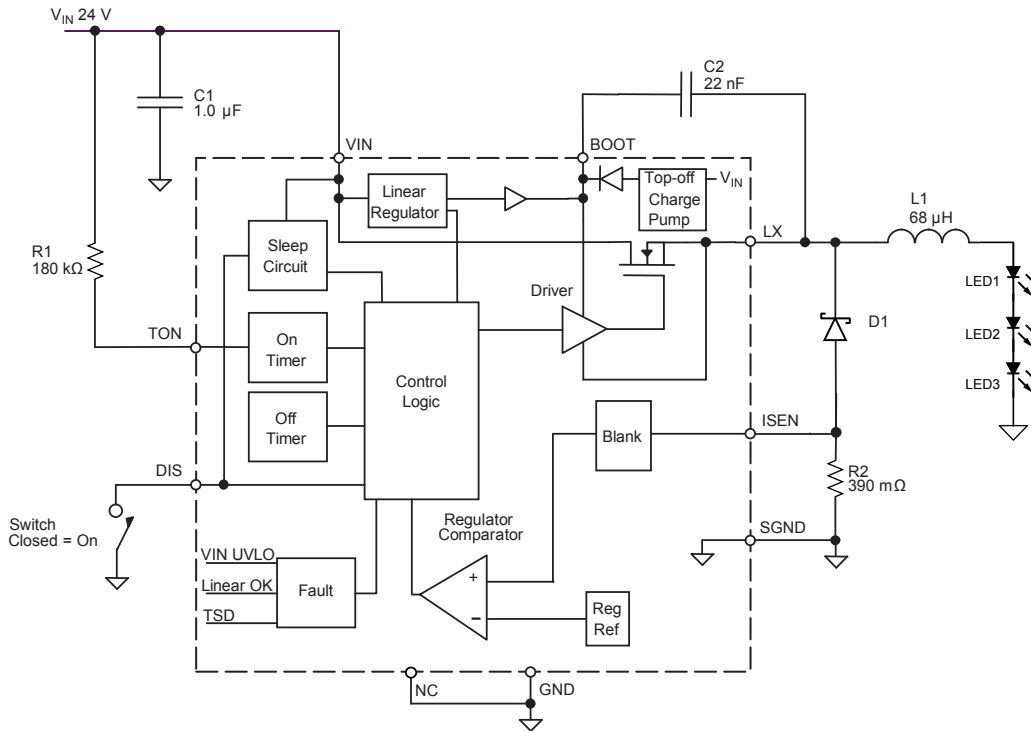 V_IN 24 V
C2
22 nF
C1
1.0 µF
VIN
BOOT
Linear
Regulator
Top-off
Charge
Pump
V_IN
L1
68 µH
LX
Sleep
Circuit
R1
180 kΩ
Driver
LED1
TON
On
Timer
D1
LED2
Control
Logic
LED3
Off
Timer
Blank
ISEN
DIS
R2
390 mΩ
Switch
Closed = On
Regulator
Comparator
SGND
VIN UVLO
Linear OK
TSD
Fault
+
−
Reg
Ref
NC
GND